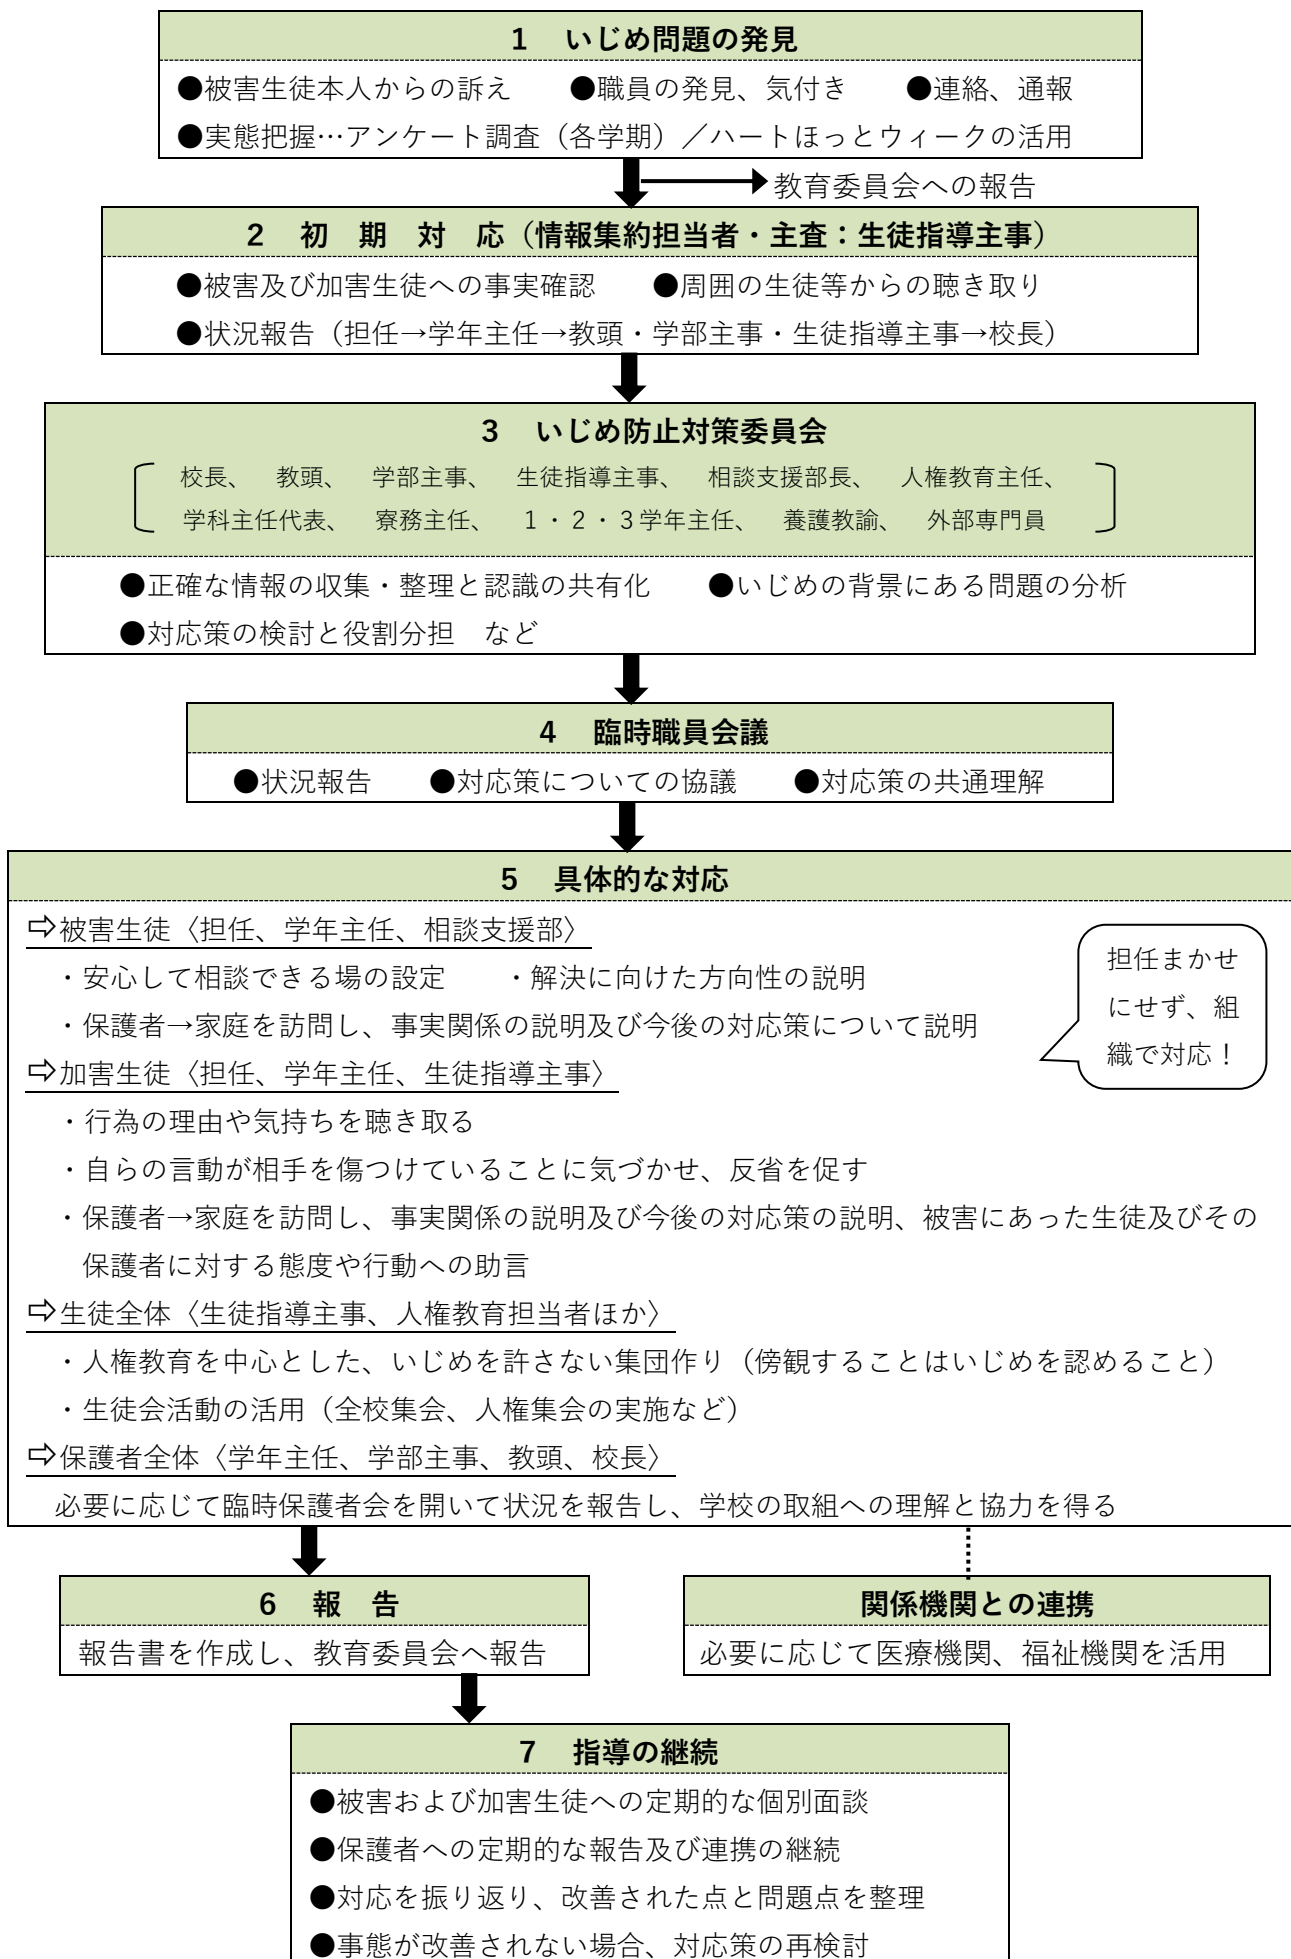 1　いじめ問題の発見
●被害生徒本人からの訴え　●職員の発見、気付き　●連絡、通報
●実態把握…アンケート調査（各学期）／ハートほっとウィークの活用
教育委員会への報告
2　初　期　対　応（情報集約担当者・主査：生徒指導主事）
●被害及び加害生徒への事実確認　●周囲の生徒等からの聴き取り
●状況報告（担任→学年主任→教頭・学部主事・生徒指導主事→校長）
3　いじめ防止対策委員会
校長、　教頭、　学部主事、　生徒指導主事、　相談支援部長、　人権教育主任、
学科主任代表、　寮務主任、　1・2・3学年主任、　養護教諭、　外部専門員
●正確な情報の収集・整理と認識の共有化　●いじめの背景にある問題の分析
●対応策の検討と役割分担　など
4　臨時職員会議
●状況報告　●対応策についての協議　●対応策の共通理解
5　具体的な対応
⇨被害生徒〈担任、学年主任、相談支援部〉
・安心して相談できる場の設定　・解決に向けた方向性の説明
・保護者→家庭を訪問し、事実関係の説明及び今後の対応策について説明
担任まかせ
にせず、組
織で対応！
⇨加害生徒〈担任、学年主任、生徒指導主事〉
・行為の理由や気持ちを聴き取る
・自らの言動が相手を傷つけていることに気づかせ、反省を促す
・保護者→家庭を訪問し、事実関係の説明及び今後の対応策の説明、被害にあった生徒及びその
保護者に対する態度や行動への助言
⇨生徒全体〈生徒指導主事、人権教育担当者ほか〉
・人権教育を中心とした、いじめを許さない集団作り（傍観することはいじめを認めること）
・生徒会活動の活用（全校集会、人権集会の実施など）
⇨保護者全体〈学年主任、学部主事、教頭、校長〉
必要に応じて臨時保護者会を開いて状況を報告し、学校の取組への理解と協力を得る
6　報　告
報告書を作成し、教育委員会へ報告
関係機関との連携
必要に応じて医療機関、福祉機関を活用
7　指導の継続
●被害および加害生徒への定期的な個別面談
●保護者への定期的な報告及び連携の継続
●対応を振り返り、改善された点と問題点を整理
●事態が改善されない場合、対応策の再検討